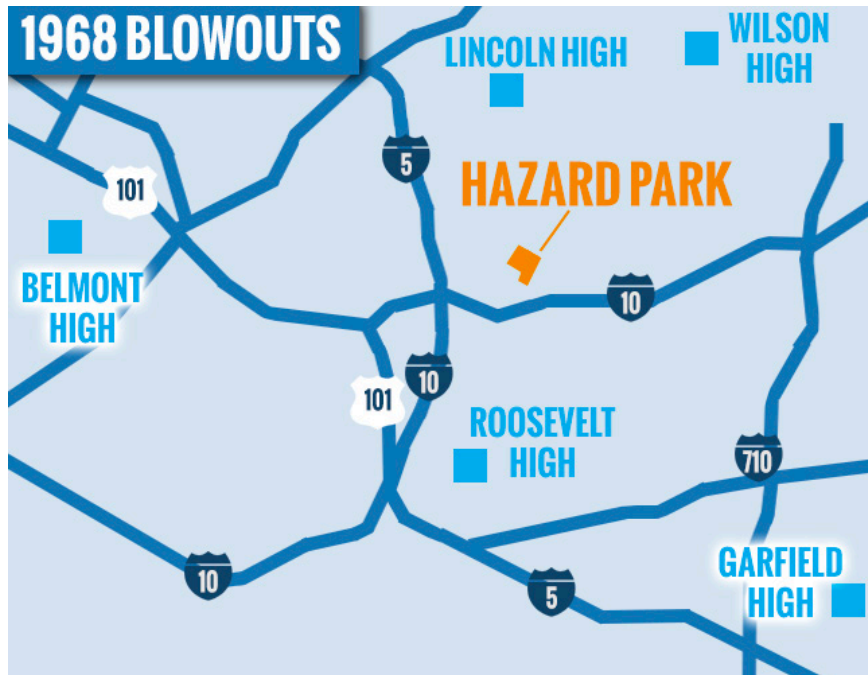 1968 BLOWOUTS
LINCOLN HIGH
WILSON
HIGH
5
101
HAZARD PARK
BELMONT
HIGH
10
10
101
ROOSEVELT
HIGH
710
GARFIELD
HIGH
10
5